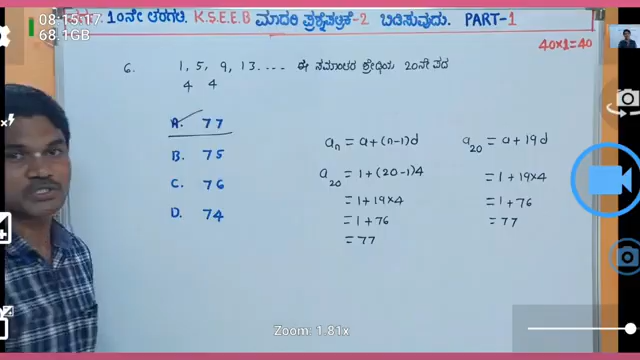 08:15:17
68.1GB
10ನೇ ತರಗತಿ K.S.E.E.B ಮಾದರಿ ಪ್ರಶ್ನೆಪತ್ರಿಕೆ-2 ಬಿಡಿಸುವುದು. PART-1
40×1=40
6. 1, 5, 9, 13.... ಈ ಸಮಾಂತರ ಶ್ರೇಢಿಯ 20ನೇ ಪದ
4 4
A. 77
B. 75
C. 76
D. 74
aₙ = a+(n-1)d
a₂₀ = 1+(20-1)4
= 1+19×4
= 1+76
= 77
a₂₀ = a+19d
= 1+19×4
= 1+76
= 77
Zoom: 1.81x